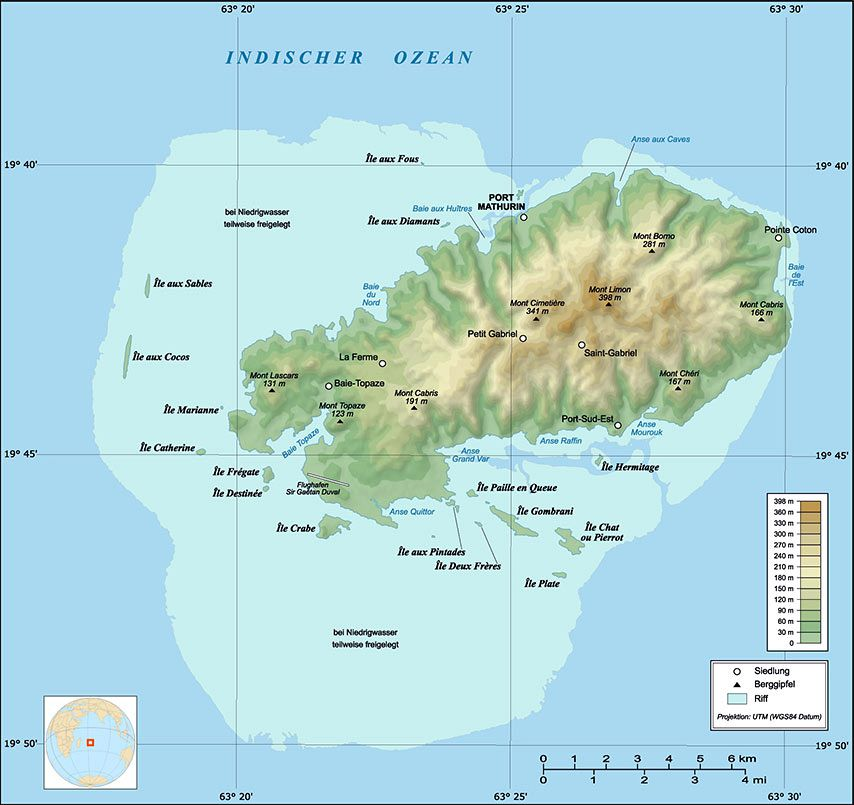 63° 20'
63° 25'
63° 30'
INDISCHER OZEAN
19° 40'
19° 40'
Anse aux Caves
Île aux Fous
PORT
MATHURIN
Baie aux Huîtres
bei Niedrigwasser
teilweise freigelegt
Île aux Diamants
Pointe Coton
Mont Bomo
281 m
Baie
de
l'Est
Île aux Sables
Baie
du
Nord
Mont Limon
398 m
Mont Cimetière
341 m
Mont Cabris
166 m
Petit Gabriel
Saint-Gabriel
Île aux Cocos
La Ferme
Mont Lascars
131 m
Baie-Topaze
Mont Cabris
191 m
Mont Chéri
167 m
Île Marianne
Mont Topaze
123 m
Port-Sud-Est
Anse
Mourouk
Baie Topaze
Anse Raffin
Île Catherine
19° 45'
19° 45'
Anse
Grand Var
Île Hermitage
Île Frégate
Île Destinée
Flughafen
Sir Gaëtan Duval
Île Paille en Queue
Anse Quittor
Île Gombrani
Île Crabe
Île Chat
ou Pierrot
Île aux Pintades
Île Deux Frères
Île Plate
398 m
360 m
330 m
300 m
270 m
240 m
210 m
180 m
150 m
120 m
90 m
60 m
30 m
0
bei Niedrigwasser
teilweise freigelegt
Siedlung
Berggipfel
Riff
Projektion: UTM (WGS84 Datum)
19° 50'
19° 50'
0 1 2 3 4 5 6 km
0 1 2 3 4 mi
63° 20'
63° 25'
63° 30'